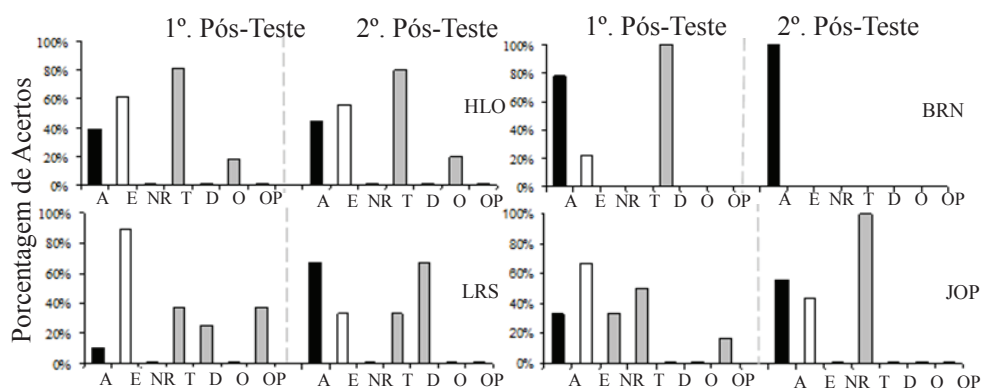 1º. Pós-Teste 2º. Pós-Teste 1º. Pós-Teste 2º. Pós-Teste
Porcentagem de Acertos
100%
80%
60%
40%
20%
0%
HLO
A E NR T D O OP A E NR T D O OP
100%
80%
60%
40%
20%
0%
BRN
A E NR T D O OP A E NR T D O OP
100%
80%
60%
40%
20%
0%
LRS
A E NR T D O OP A E NR T D O OP
100%
80%
60%
40%
20%
0%
JOP
A E NR T D O OP A E NR T D O OP